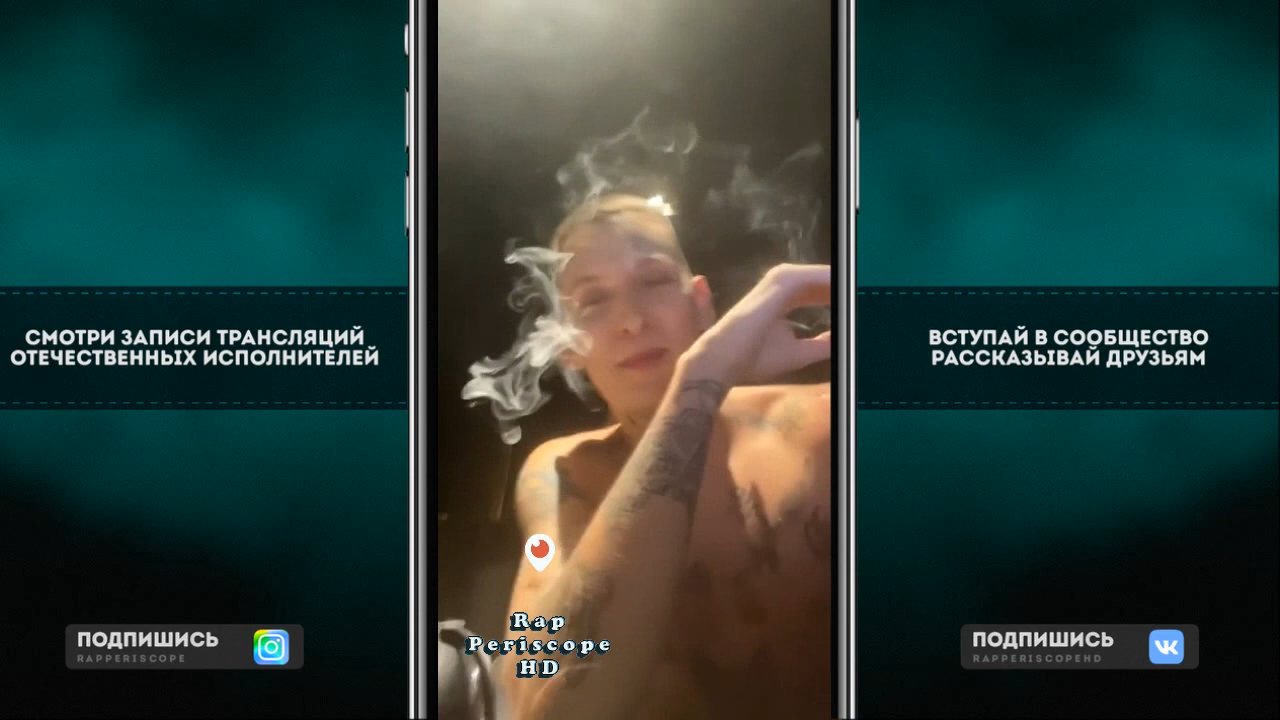 СМОТРИ ЗАПИСИ ТРАНСЛЯЦИЙ
ОТЕЧЕСТВЕННЫХ ИСПОЛНИТЕЛЕЙ
ВСТУПАЙ В СООБЩЕСТВО
РАССКАЗЫВАЙ ДРУЗЬЯМ
Rap
Periscope
HD
ПОДПИШИСЬ
RAPPERISCOPE
ПОДПИШИСЬ
RAPPERISCOPEHD